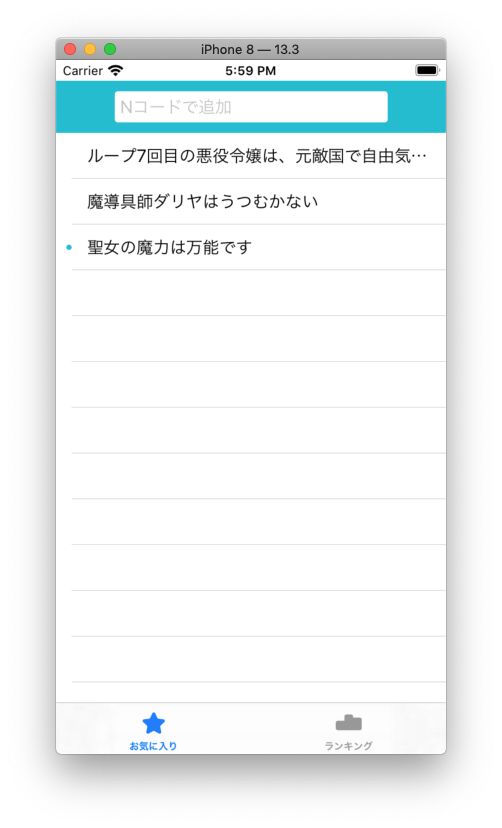 iPhone 8 — 13.3
Carrier 5:59 PM
Nコードで追加
ループ7回目の悪役令嬢は、元敵国で自由気…
魔導具師ダリヤはうつむかない
聖女の魔力は万能です
お気に入り ランキング